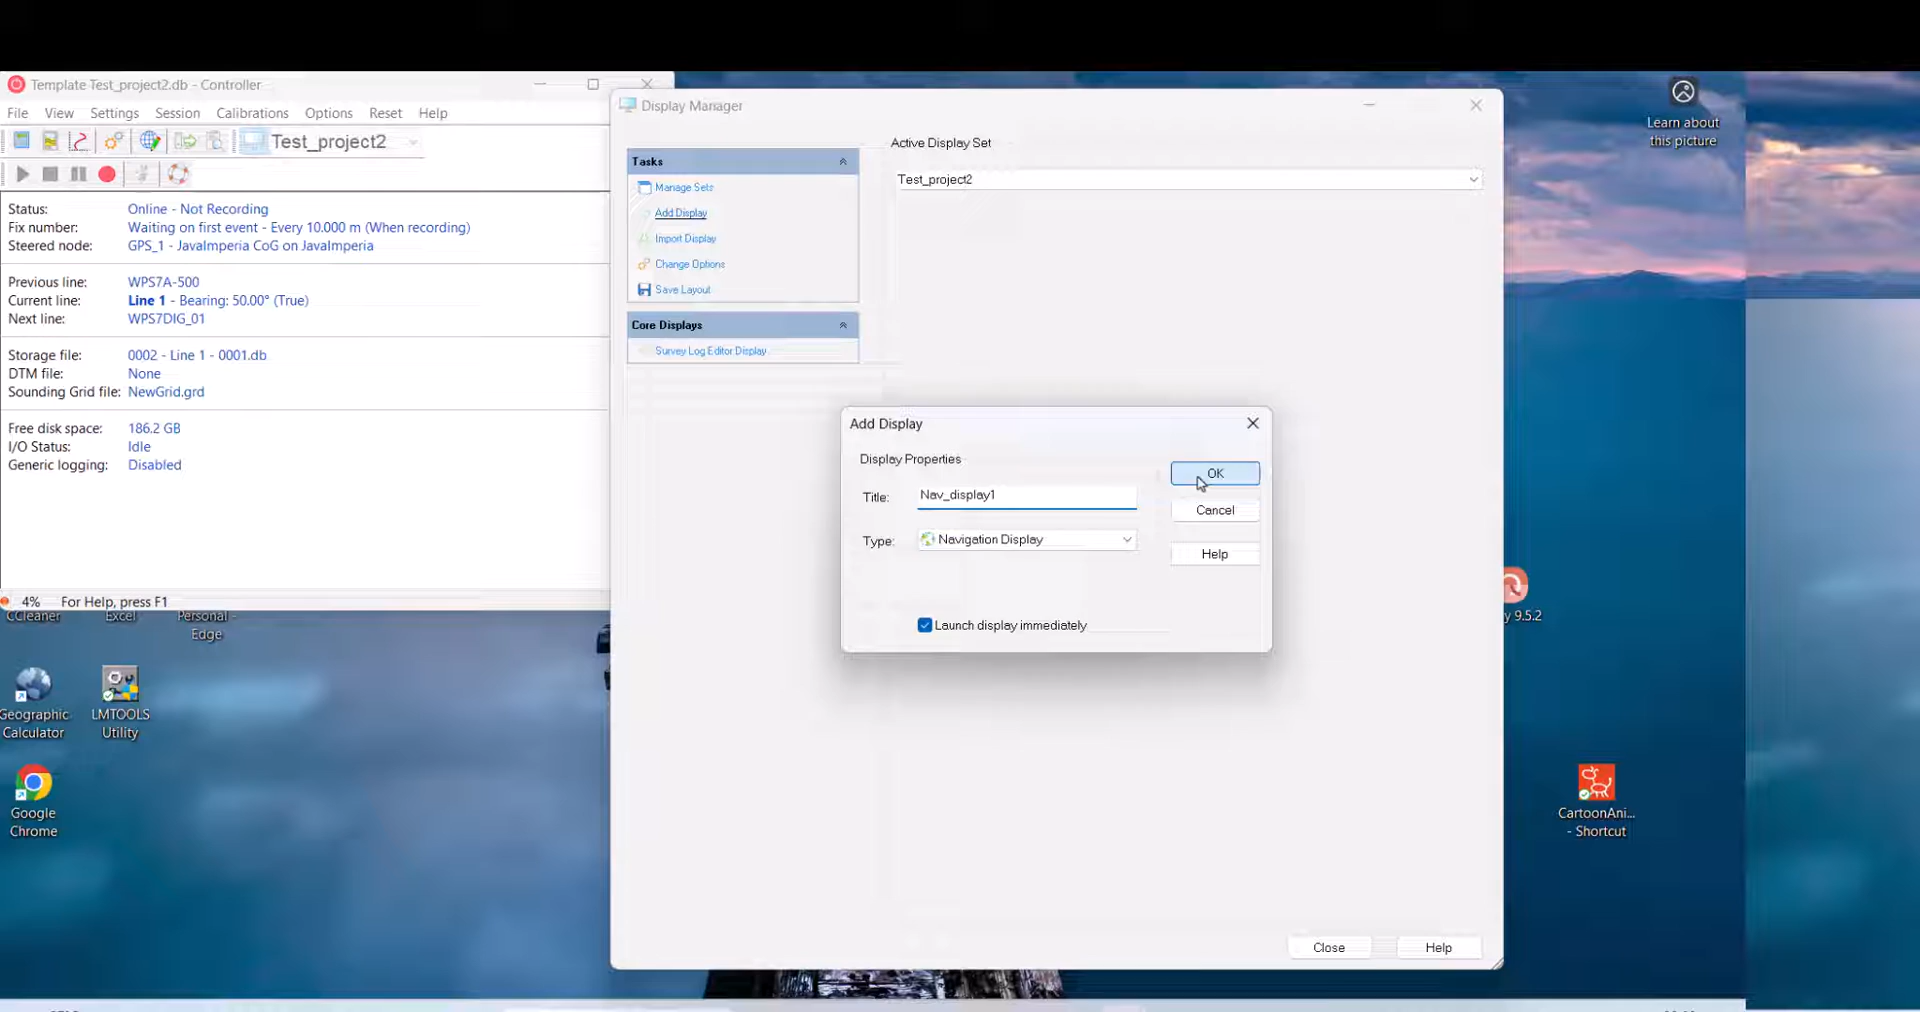 Template Test_project2.db - Controller
File View Settings Session Calibrations Options Reset Help
Test_project2
Status: Online - Not Recording
Fix number: Waiting on first event - Every 10.000 m (When recording)
Steered node: GPS_1 - JavaImperia CoG on JavaImperia
Previous line: WPS7A-500
Current line: Line 1 - Bearing: 50.00° (True)
Next line: WPS7DIG_01
Storage file: 0002 - Line 1 - 0001.db
DTM file: None
Sounding Grid file: NewGrid.grd
Free disk space: 186.2 GB
I/O Status: Idle
Generic logging: Disabled
4% For Help, press F1
Display Manager
Tasks
Manage Sets
Add Display
Import Display
Change Options
Save Layout
Core Displays
Survey Log Editor Display
Active Display Set
Test_project2
Add Display
Display Properties
Title: Nav_display1
Type: Navigation Display
Launch display immediately
OK
Cancel
Help
Close
Help
Learn about
this picture
CCleaner
Excel
Personal -
Edge
Geographic
Calculator
LMTOOLS
Utility
Google
Chrome
y 9.5.2
CartoonAni...
- Shortcut